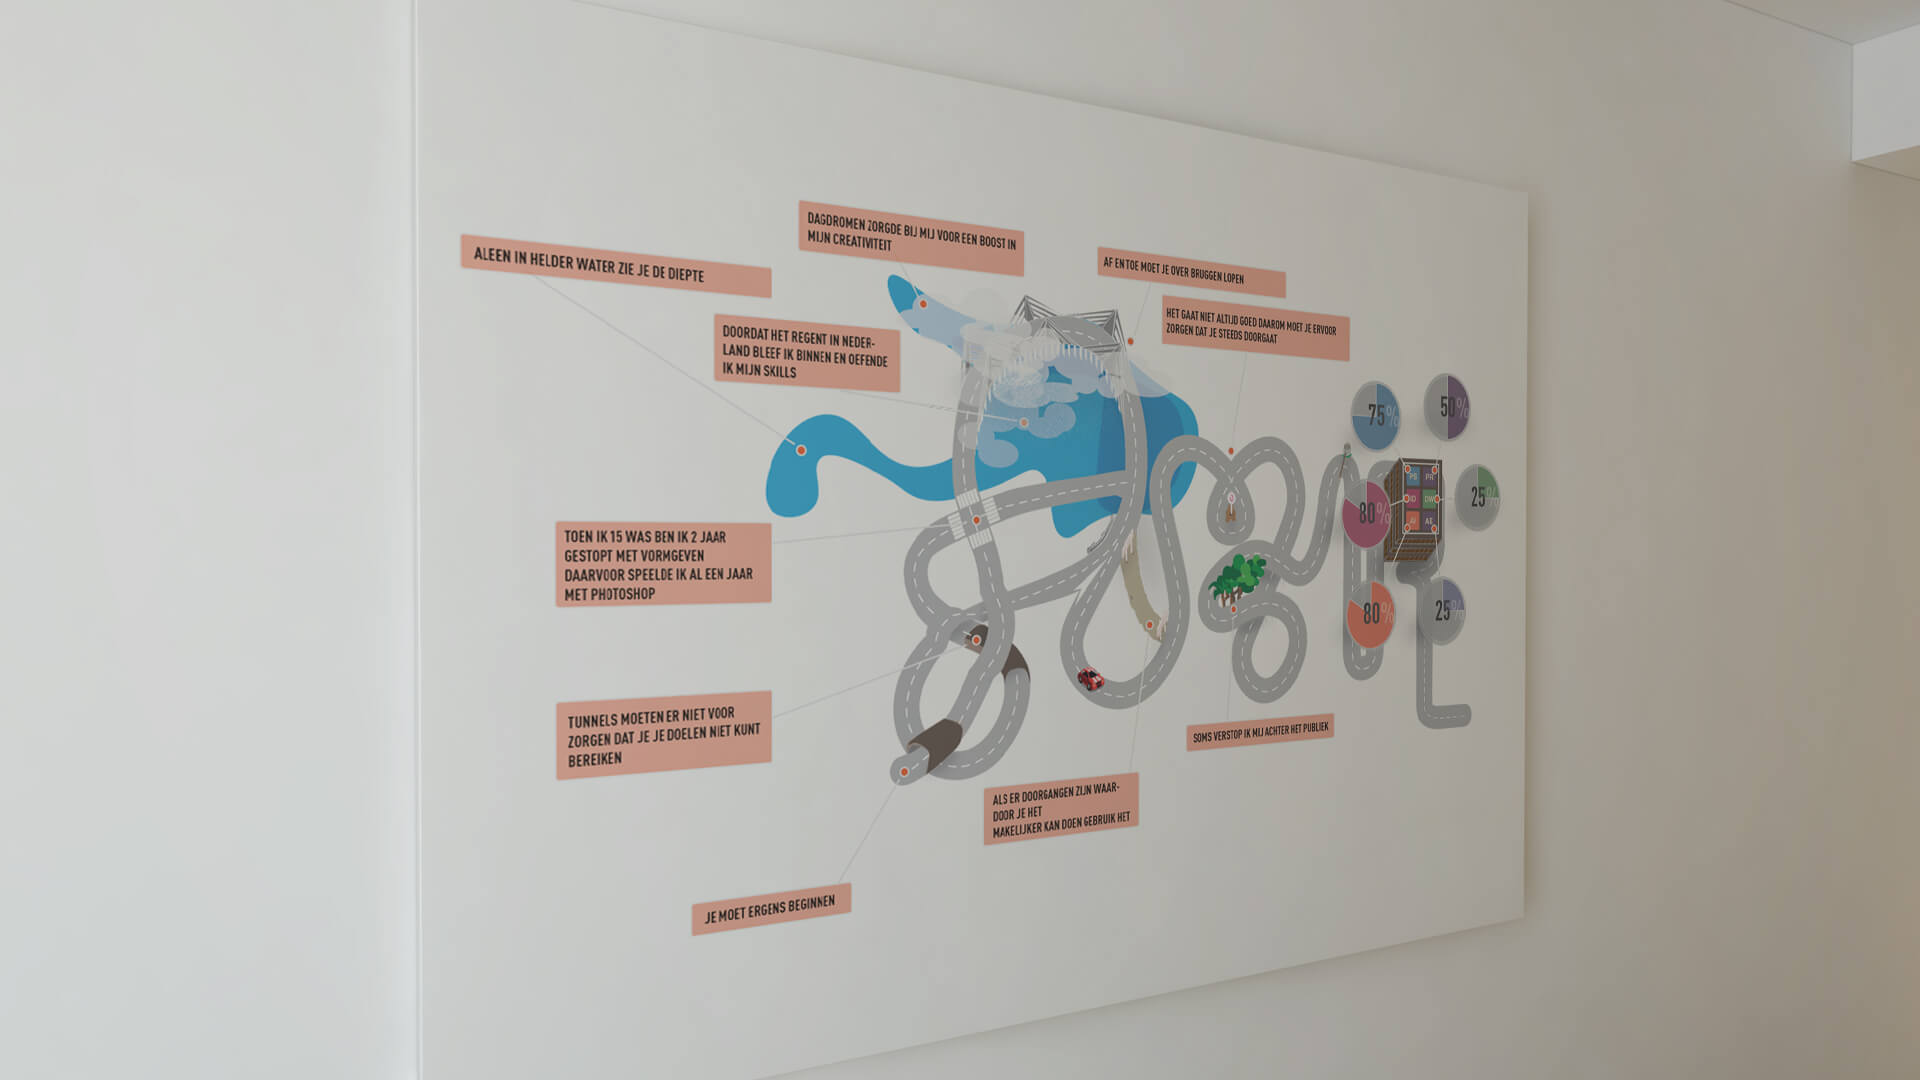 ALEEN IN HELDER WATER ZIE JE DE DIEPTE
DAGDROMEN ZORGDE BIJ MIJ VOOR EEN BOOST IN
MIJN CREATIVITEIT
AF EN TOE MOET JE OVER BRUGGEN LOPEN
HET GAAT NIET ALTIJD GOED DAAROM MOET JE ERVOOR
ZORGEN DAT JE STEEDS DOORGAAT
DOORDAT HET REGENT IN NEDER-
LAND BLEEF IK BINNEN EN OEFENDE
IK MIJN SKILLS
75%
50%
PS PR
25%
80%
ID DW
AI AE
TOEN IK 15 WAS BEN IK 2 JAAR
GESTOPT MET VORMGEVEN
DAARVOOR SPEELDE IK AL EEN JAAR
MET PHOTOSHOP
80%
25%
TUNNELS MOETEN ER NIET VOOR
ZORGEN DAT JE JE DOELEN NIET KUNT
BEREIKEN
SOMS VERSTOP IK MIJ ACHTER HET PUBLIEK
ALS ER DOORGANGEN ZIJN WAAR-
DOOR JE HET
MAKELIJKER KAN DOEN GEBRUIK HET
JE MOET ERGENS BEGINNEN